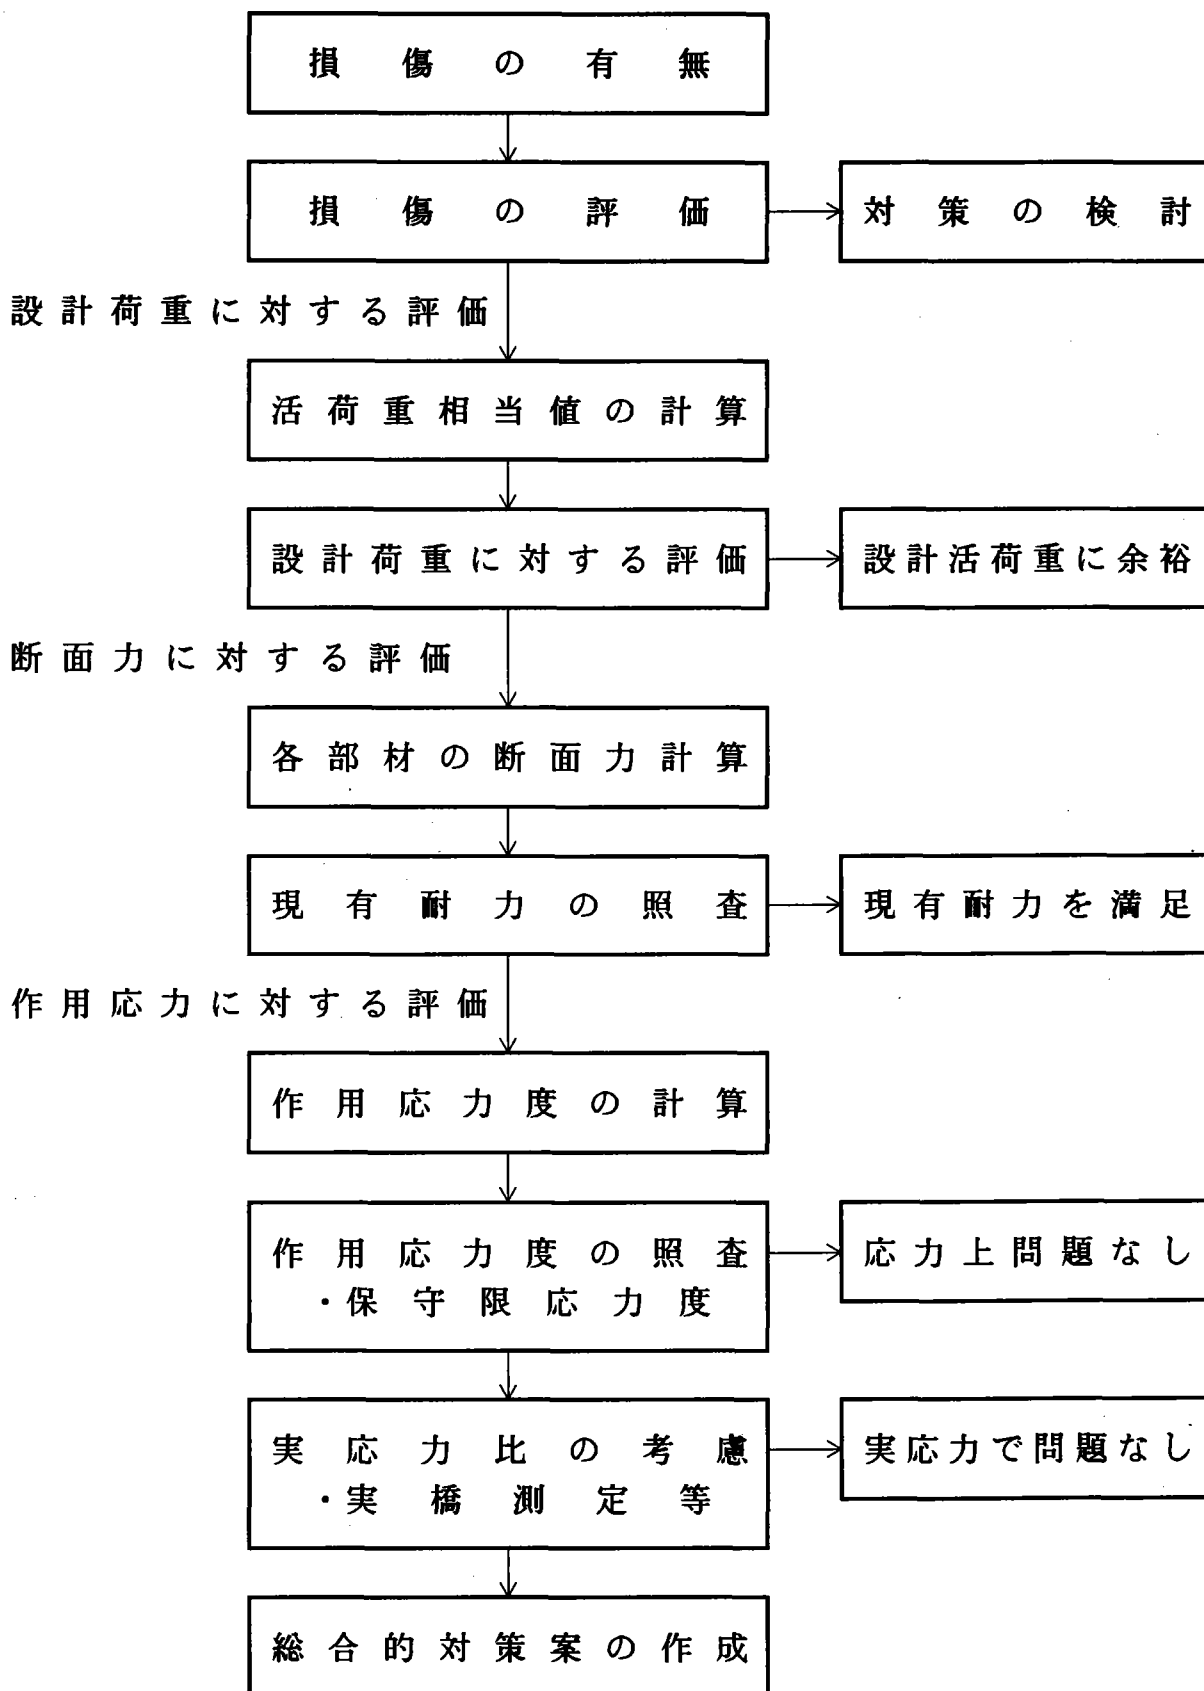 損傷の有無
損傷の評価
対策の検討
設計荷重に対する評価
活荷重相当値の計算
設計荷重に対する評価
設計活荷重に余裕
断面力に対する評価
各部材の断面力計算
現有耐力の照査
現有耐力を満足
作用応力に対する評価
作用応力度の計算
作用応力度の照査
・保守限応力度
応力上問題なし
実応力比の考慮
・実橋測定等
実応力で問題なし
総合的対策案の作成